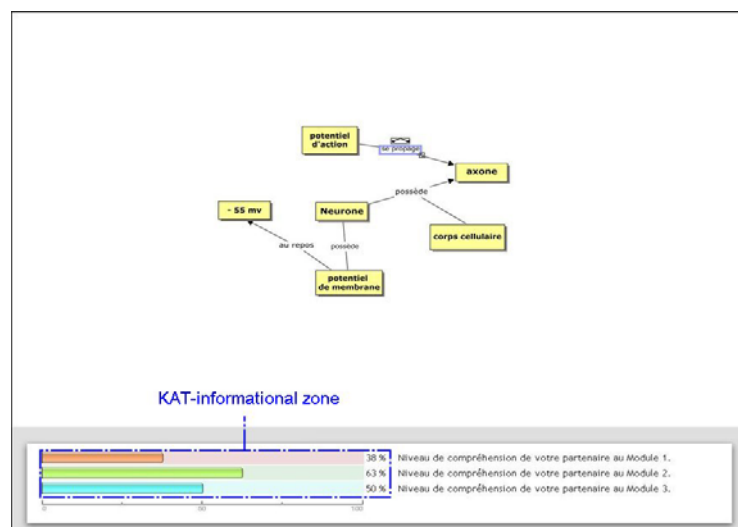 potentiel
d'action
se propage
axone
possède
- 55 mv
Neurone
corps cellulaire
au repos
possède
potentiel
de membrane
KAT-informational zone
38 % Niveau de compréhension de votre partenaire au Module 1.
63 % Niveau de compréhension de votre partenaire au Module 2.
50 % Niveau de compréhension de votre partenaire au Module 3.
0 50 100